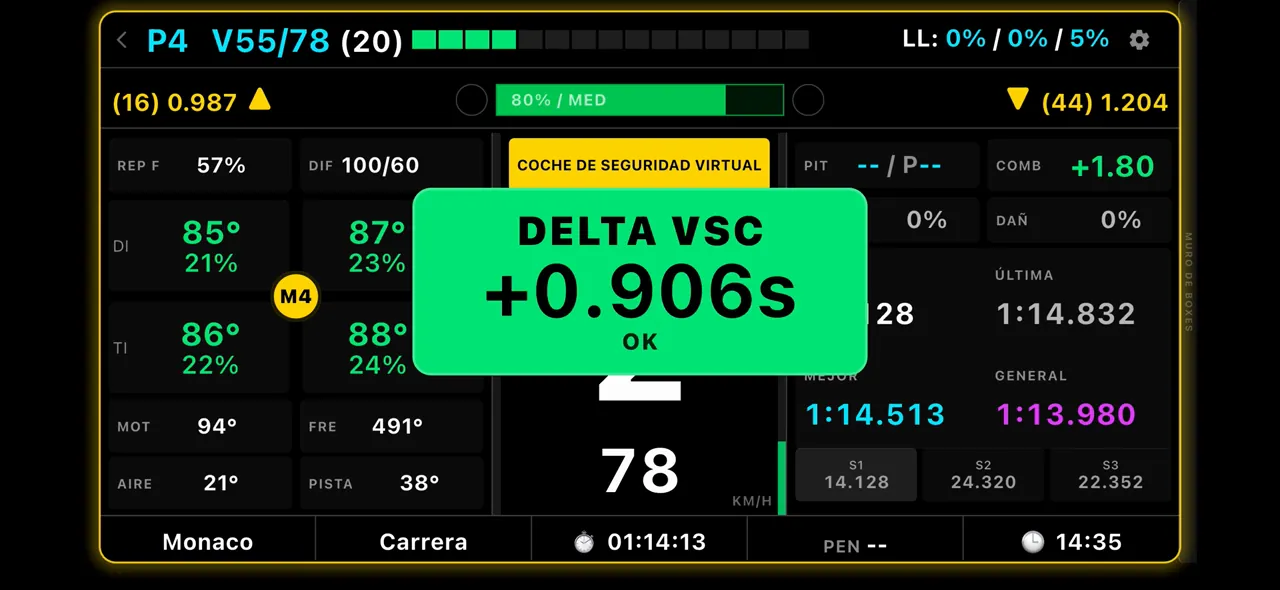 P4 V55/78 (20) LL: 0% / 0% / 5%
(16) 0.987 80% / MED (44) 1.204
REP F 57% DIF 100/60
COCHE DE SEGURIDAD VIRTUAL
PIT -- / P-- COMB +1.80
DELTA VSC
+0.906s
OK
0% DAÑ 0%
DI 85° 87°
21% 23%
M4
TI 86° 88°
22% 24%
MOT 94° FRE 491°
AIRE 21° PISTA 38°
78
KM/H
ÚLTIMA
28 1:14.832
MEJOR GENERAL
1:14.513 1:13.980
S1 S2 S3
14.128 24.320 22.352
MURO DE BOXES
Monaco Carrera 01:14:13 PEN -- 14:35